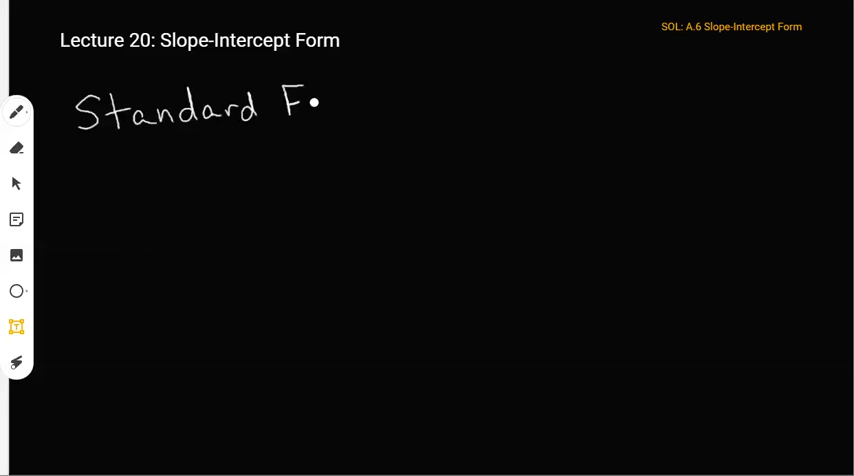 SOL: A.6 Slope-Intercept Form
Lecture 20: Slope-Intercept Form
Standard F